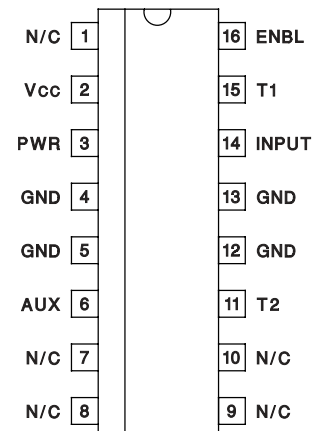 N/C 1 16 ENBL
Vcc 2 15 T1
PWR 3 14 INPUT
GND 4 13 GND
GND 5 12 GND
AUX 6 11 T2
N/C 7 10 N/C
N/C 8 9 N/C